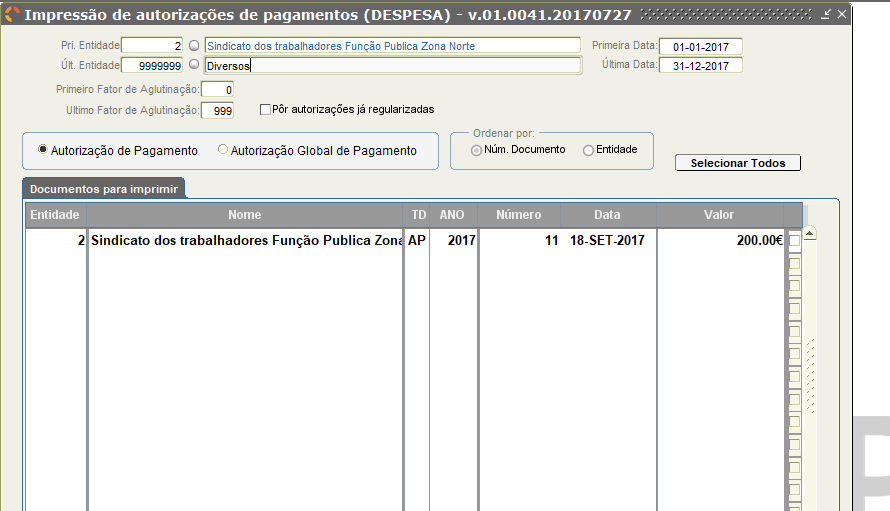 Impressão de autorizações de pagamentos (DESPESA) - v.01.0041.20170727
Pri. Entidade 2 Sindicato dos trabalhadores Função Publica Zona Norte Primeira Data: 01-01-2017
Últ. Entidade 9999999 Diversos Última Data: 31-12-2017
Primeiro Fator de Aglutinação: 0
Ultimo Fator de Aglutinação: 999 Pôr autorizações já regularizadas
Ordenar por:
Autorização de Pagamento Autorização Global de Pagamento Núm. Documento Entidade
Selecionar Todos
Documentos para imprimir
Entidade Nome TD ANO Número Data Valor
2 Sindicato dos trabalhadores Função Publica Zona AP 2017 11 18-SET-2017 200.00€